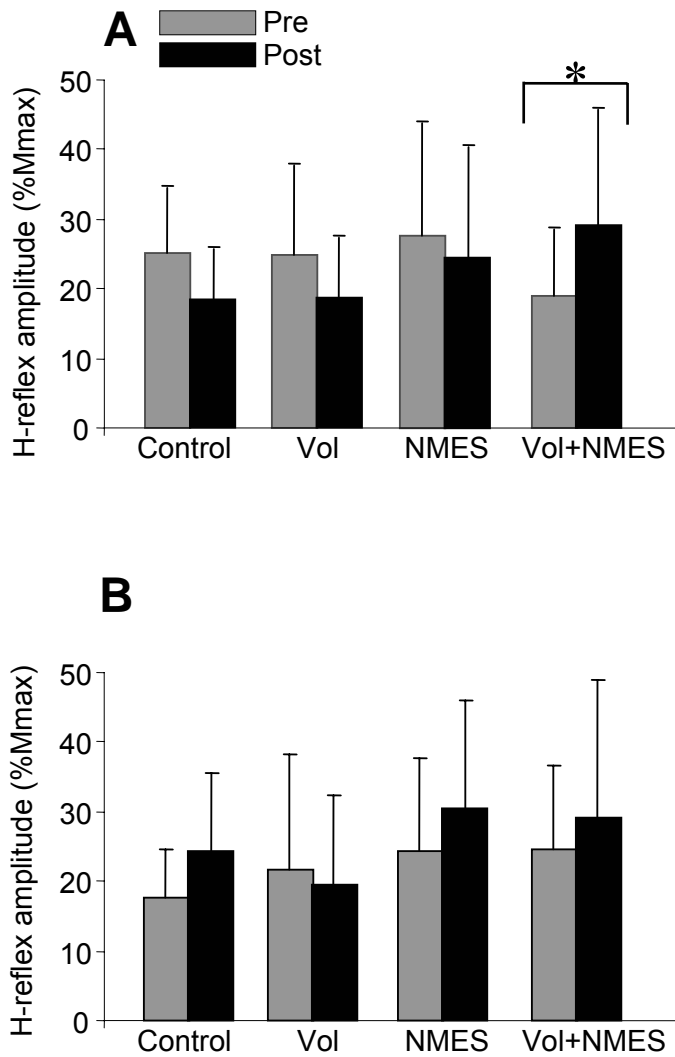 A
Pre
Post
*
H-reflex amplitude (%Mmax)
50
40
30
20
10
0
Control Vol NMES Vol+NMES
B
H-reflex amplitude (%Mmax)
50
40
30
20
10
0
Control Vol NMES Vol+NMES